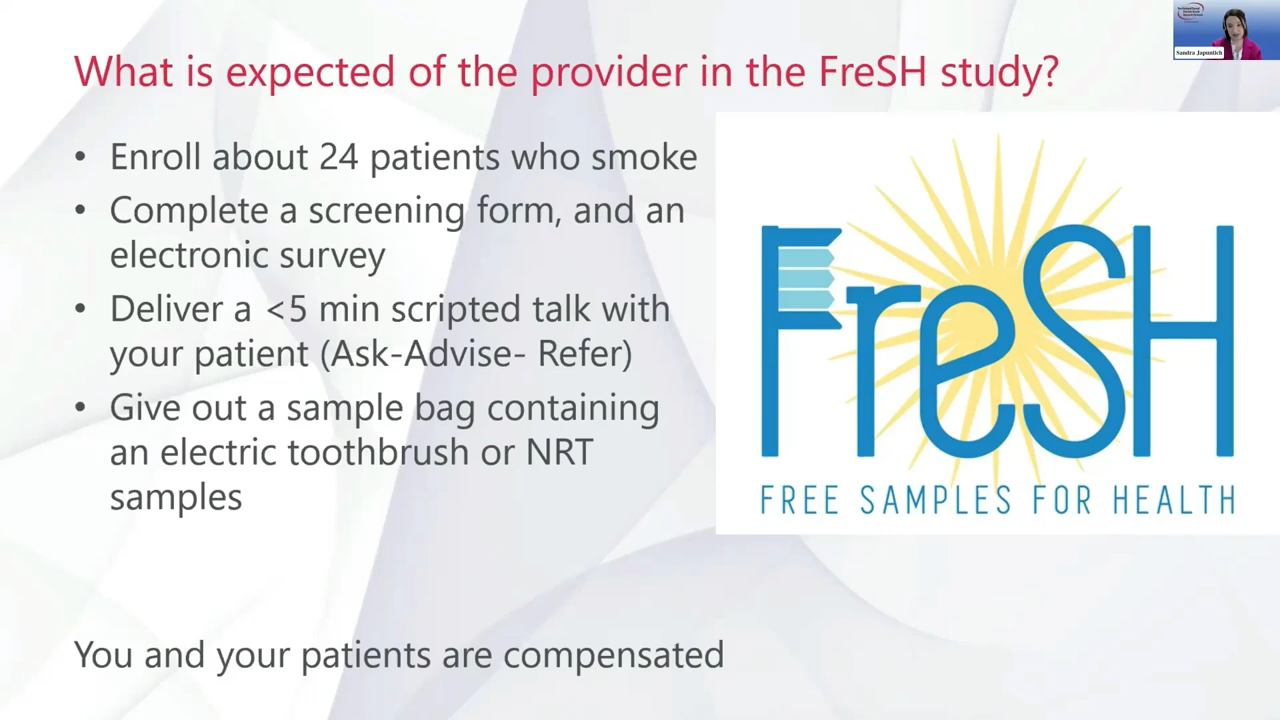 What is expected of the provider in the FreSH study?
• Enroll about 24 patients who smoke
• Complete a screening form, and an
electronic survey
• Deliver a <5 min scripted talk with
your patient (Ask-Advise- Refer)
• Give out a sample bag containing
an electric toothbrush or NRT
samples
You and your patients are compensated
FreSH
FREE SAMPLES FOR HEALTH
Sandra Japuntich